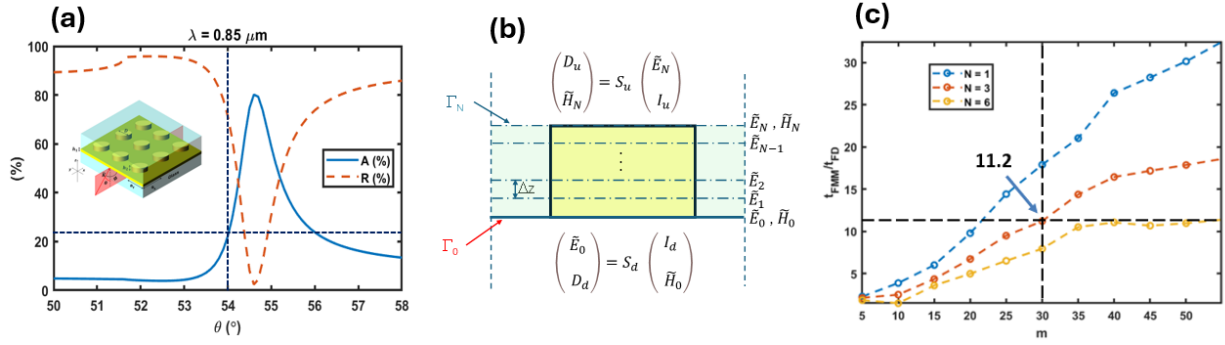 (a)
λ = 0.85 μm
100
80
60
40
20
0
(%)
A (%)
R (%)
50 51 52 53 54 55 56 57 58
θ (°)
(b)
(D_u H̃_N) = S_u (Ẽ_N I_u)
Γ_N
Ẽ_N , H̃_N
Ẽ_{N−1}
⋮
Ẽ_2
Δz
Ẽ_1
Ẽ_0 , H̃_0
Γ_0
(Ẽ_0 D_d) = S_d (I_d H̃_0)
(c)
30
25
20
15
10
5
t_FMM/t_FD
N = 1
N = 3
N = 6
11.2
5 10 15 20 25 30 35 40 45 50
m